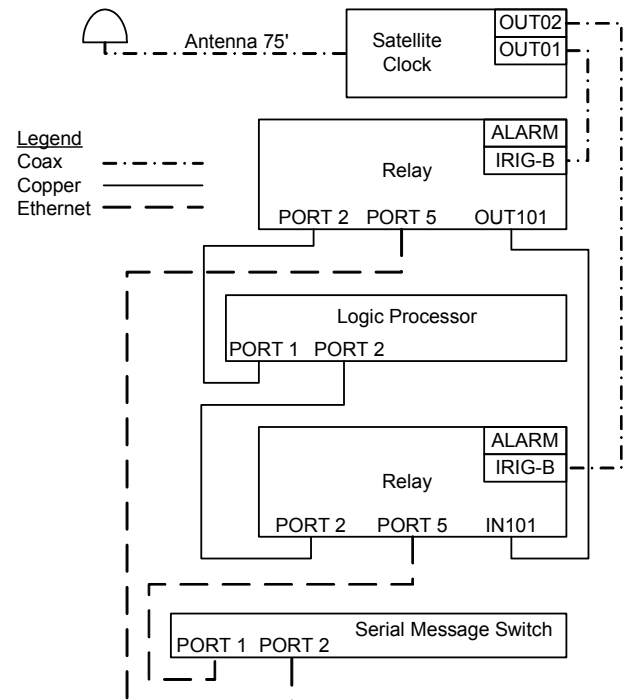 OUT02
Antenna 75'
Satellite
Clock
OUT01
Legend
Coax
Copper
Ethernet
ALARM
IRIG-B
Relay
PORT 2 PORT 5 OUT101
Logic Processor
PORT 1 PORT 2
ALARM
IRIG-B
Relay
PORT 2 PORT 5 IN101
Serial Message Switch
PORT 1 PORT 2